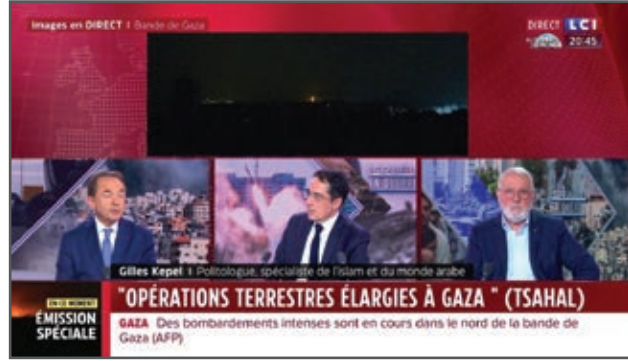 Images en DIRECT | Bande de Gaza
DIRECT LCI
20:45
Gilles Kepel | Politologue, spécialiste de l'islam et du monde arabe
EN CE MOMENT
ÉMISSION
SPÉCIALE
"OPÉRATIONS TERRESTRES ÉLARGIES À GAZA " (TSAHAL)
GAZA Des bombardements intenses sont en cours dans le nord de la bande de
Gaza (AFP)